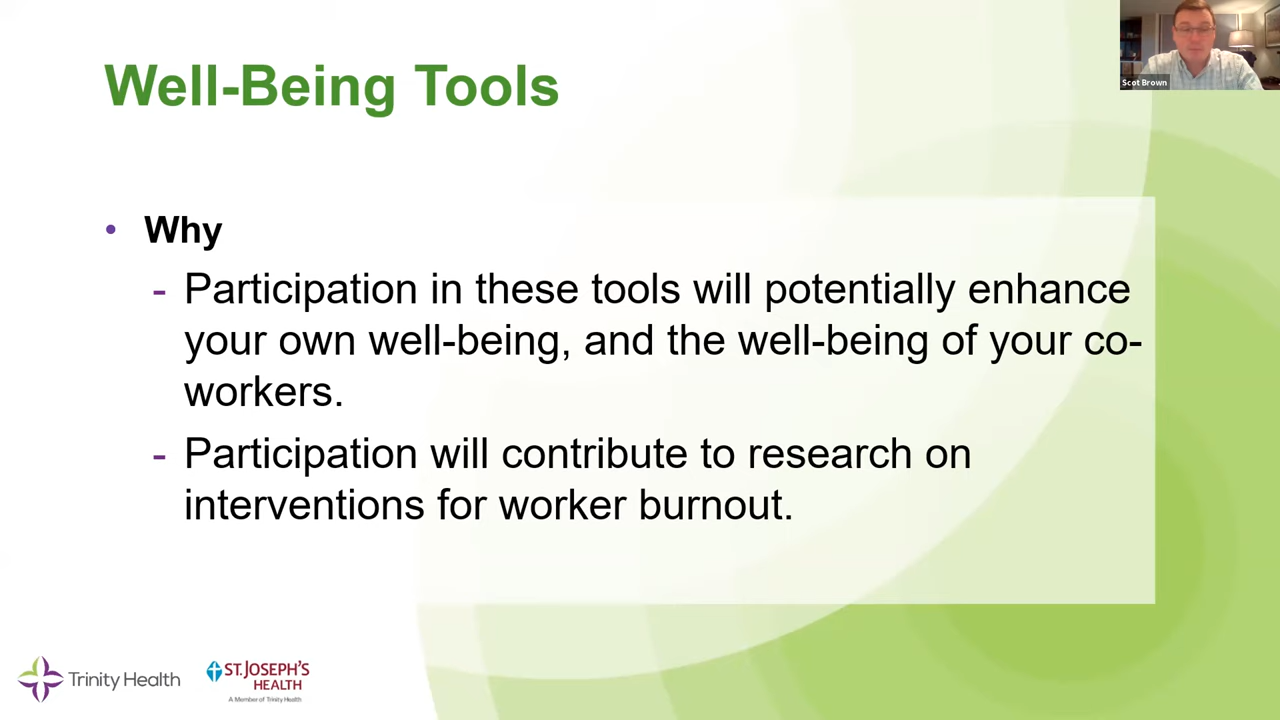 Well-Being Tools
Scot Brown
• Why
- Participation in these tools will potentially enhance
your own well-being, and the well-being of your co-
workers.
- Participation will contribute to research on
interventions for worker burnout.
Trinity Health
ST.JOSEPH'S
HEALTH
A Member of Trinity Health